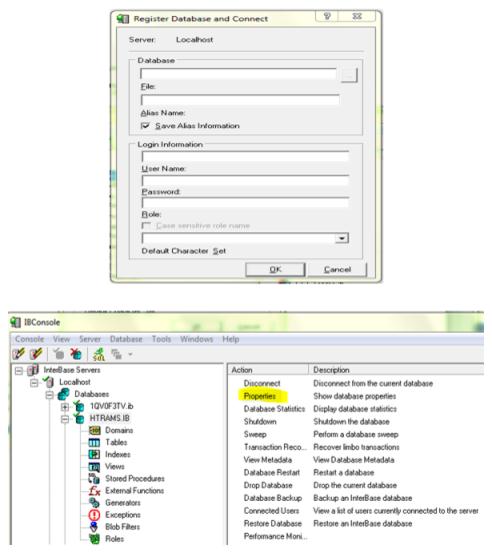 Register Database and Connect
Server: Localhost
Database
...
File:
Alias Name:
Save Alias Information
Login Information
User Name:
Password:
Role:
Case sensitive role name
Default Character Set
OK Cancel
IBConsole
Console View Server Database Tools Windows Help
SQL
InterBase Servers
Localhost
Databases
1QV0F3TV.ib
HTRAMS.IB
Domains
Tables
Indexes
Views
Stored Procedures
External Functions
Generators
Exceptions
Blob Filters
Roles
Action Description
Disconnect Disconnect from the current database
Properties Show database properties
Database Statistics Display database statistics
Shutdown Shutdown the database
Sweep Perform a database sweep
Transaction Reco... Recover limbo transactions
View Metadata View Database Metadata
Database Restart Restart a database
Drop Database Drop the current database
Database Backup Backup an InterBase database
Connected Users View a list of users currently connected to the server
Restore Database Restore an InterBase database
Performance Moni...